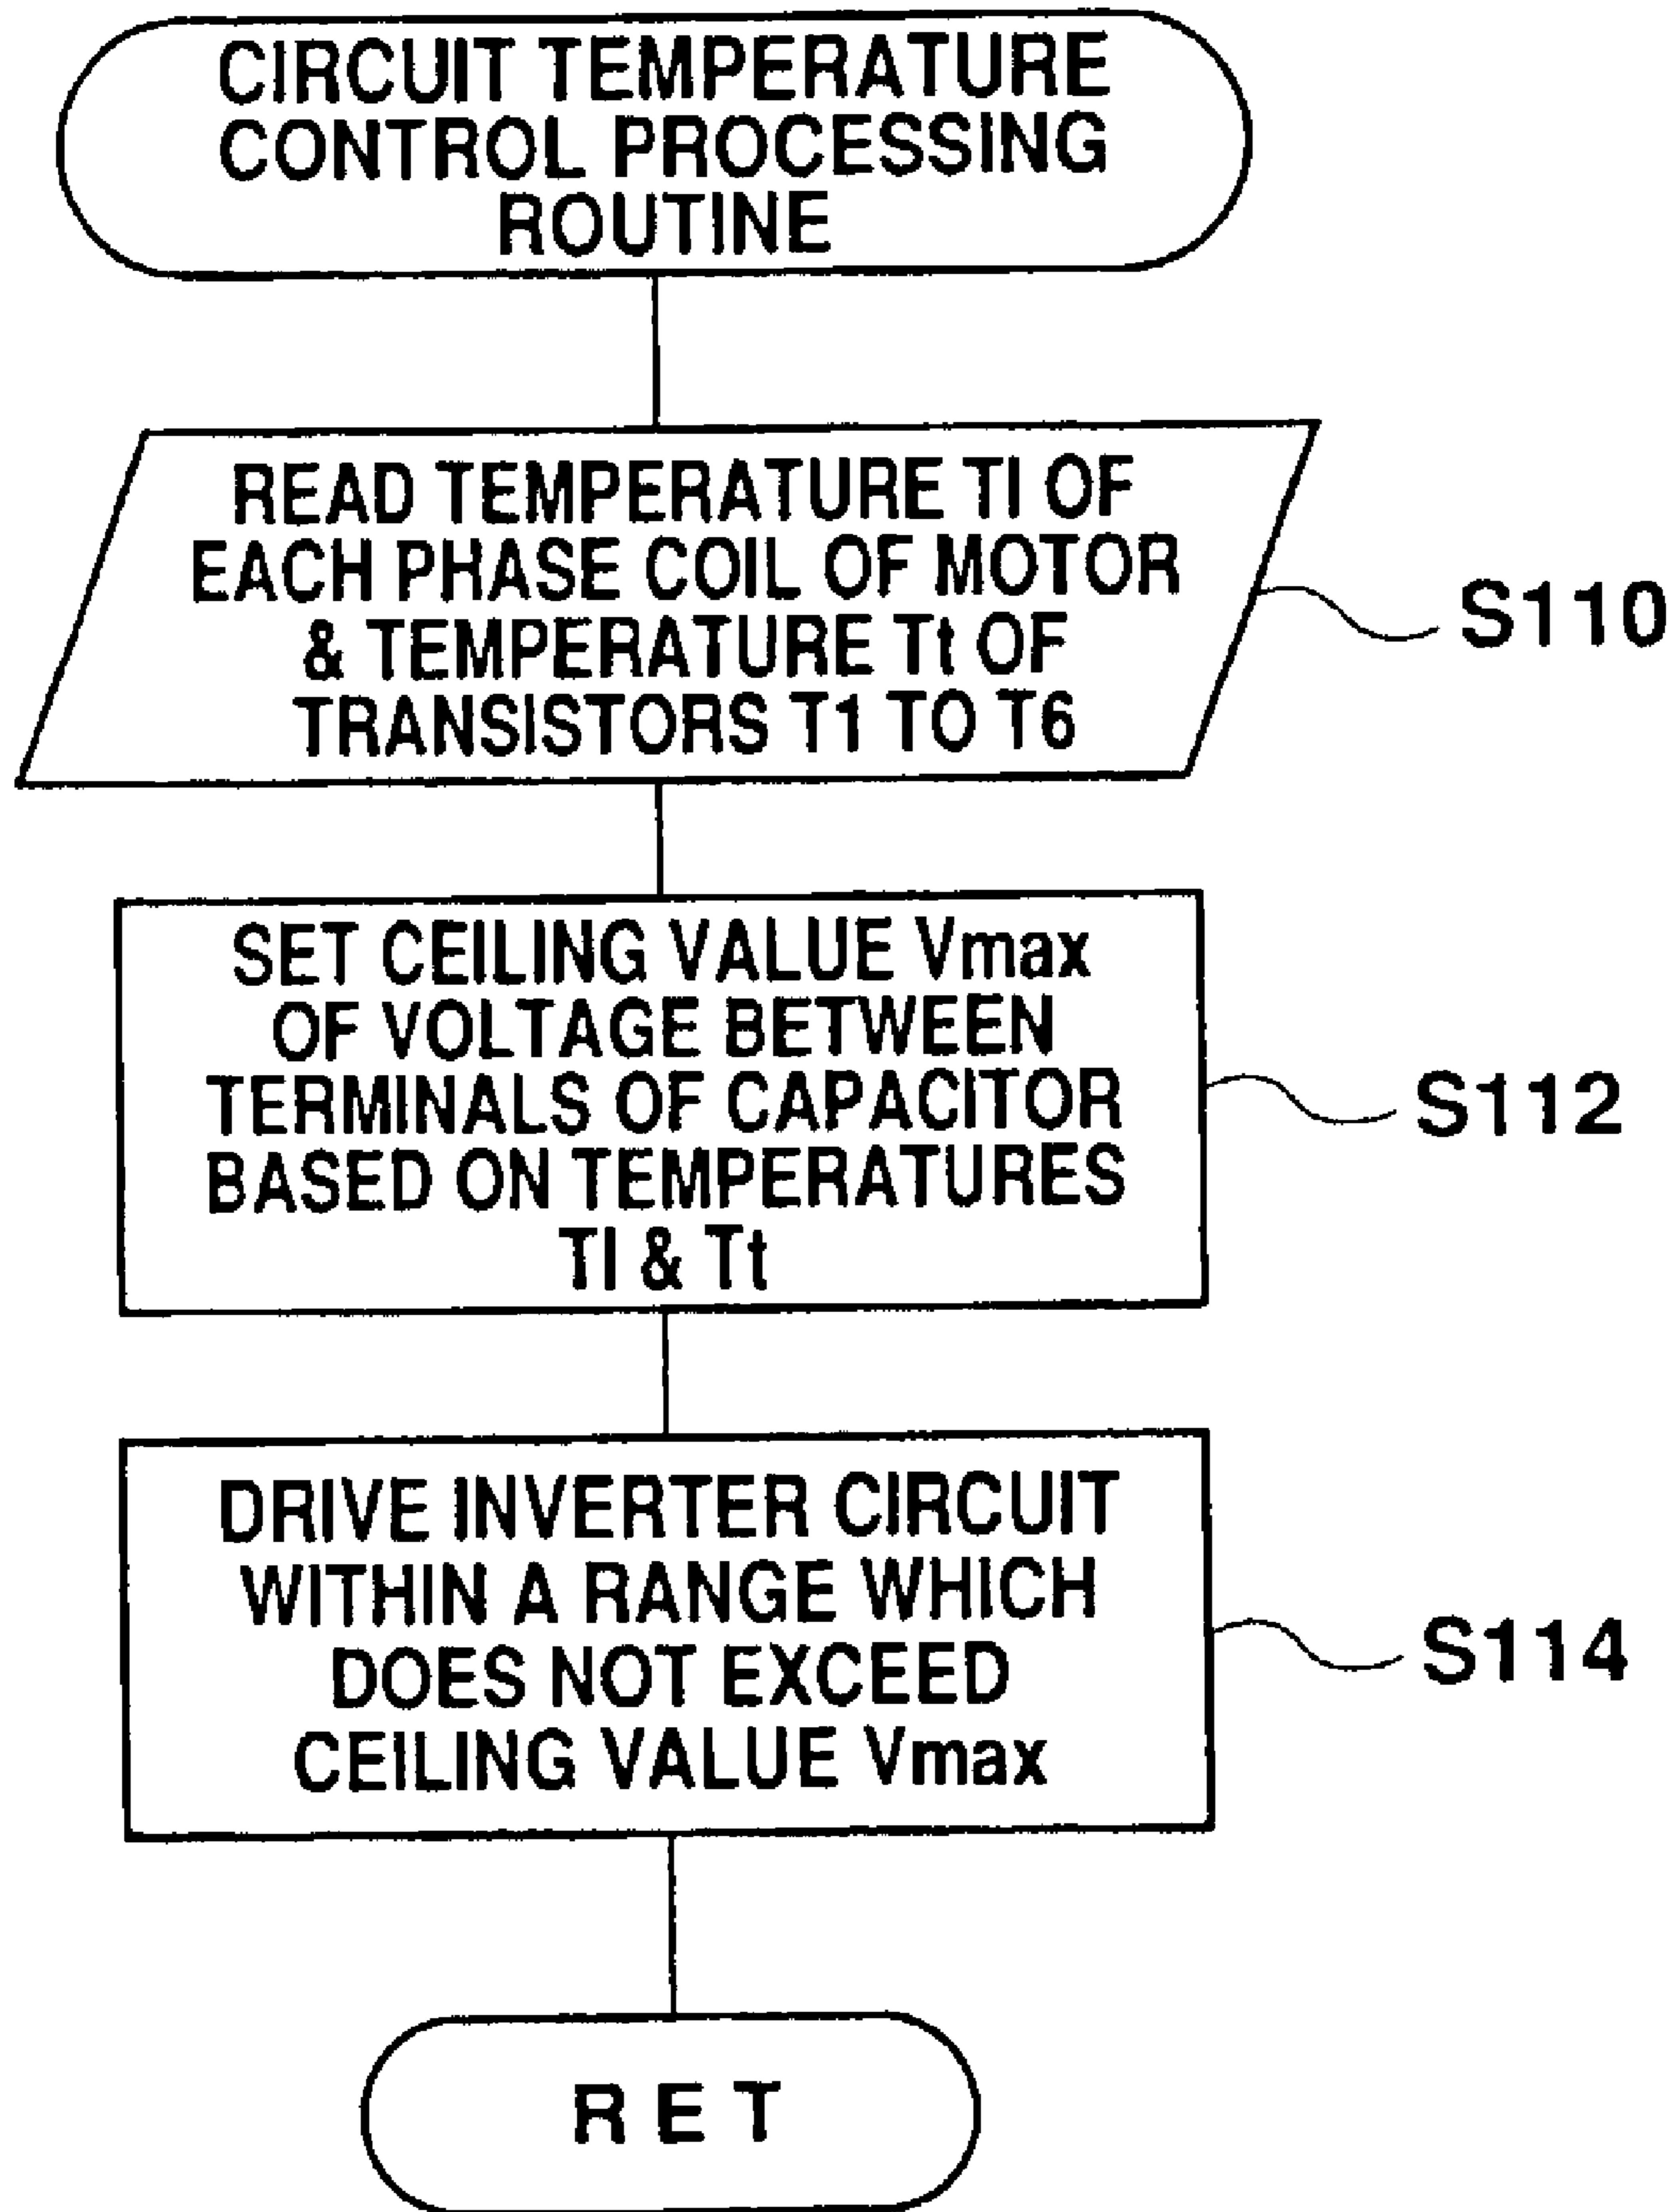 CIRCUIT TEMPERATURE
CONTROL PROCESSING
ROUTINE
READ TEMPERATURE Tl OF
EACH PHASE COIL OF MOTOR
& TEMPERATURE Tt OF
TRANSISTORS T1 TO T6
S110
SET CEILING VALUE Vmax
OF VOLTAGE BETWEEN
TERMINALS OF CAPACITOR
BASED ON TEMPERATURES
Tl & Tt
S112
DRIVE INVERTER CIRCUIT
WITHIN A RANGE WHICH
DOES NOT EXCEED
CEILING VALUE Vmax
S114
RET